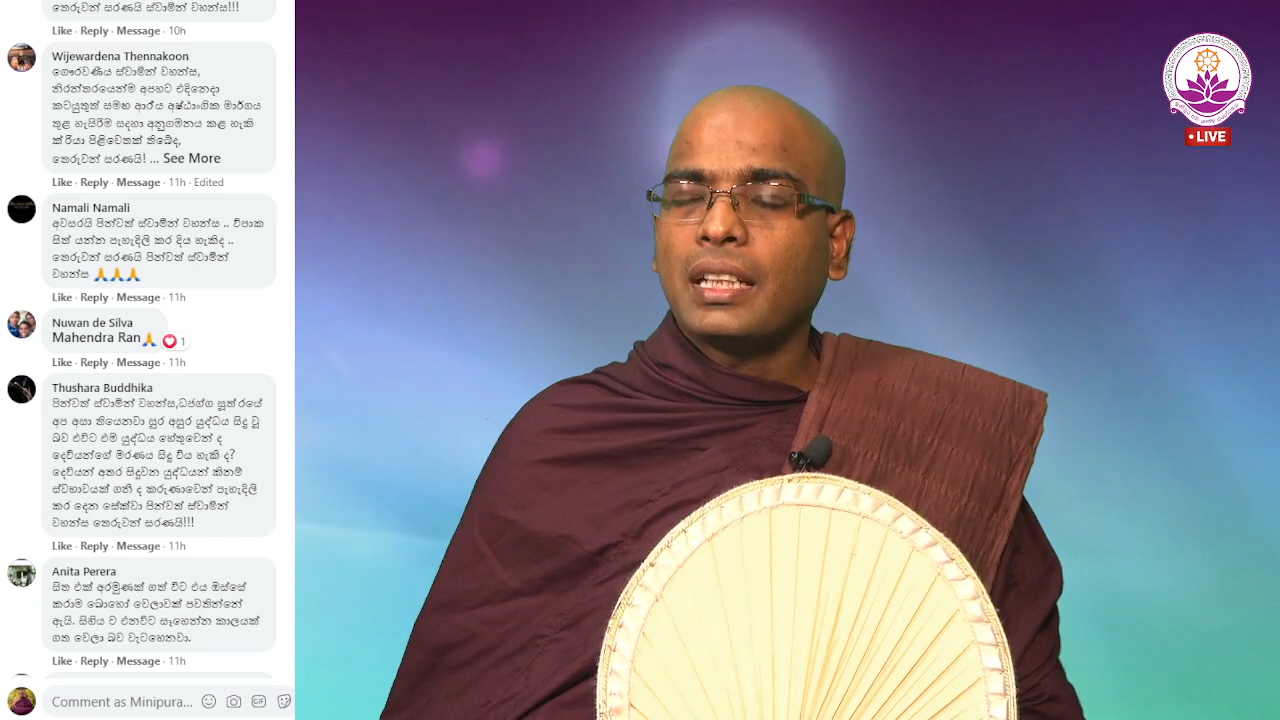 තෙරුවන් සරණයි ස්වාමින් වහන්ස!!!
Like · Reply · Message · 10h
Wijewardena Thennakoon
ගෞරවණීය ස්වාමින් වහන්ස,
නිරන්තරයෙන්ම අපහට එදිනෙදා
කටයුතුත් සමඟ ආර්ය අෂ්ඨාංගික මාර්ගය
තුළ හැසිරීම සදහා අනුගමනය කළ හැකි
ක්‍රියා පිළිවෙතක් තිබේද,
තෙරුවන් සරණයි! ... See More
Like · Reply · Message · 11h · Edited
Namali Namali
අවසරයි පින්වත් ස්වාමීන් වහන්ස .. විපාක
සිත් යන්න පැහැදිලි කර දිය හැකිද ..
තෙරුවන් සරණයි පින්වත් ස්වාමීන්
වහන්ස 🙏🙏🙏
Like · Reply · Message · 11h
Nuwan de Silva
Mahendra Ran🙏 1
Like · Reply · Message · 11h
Thushara Buddhika
පින්වත් ස්වාමීන් වහන්ස,ධජග්ග සූත්‍රයේ
අප අසා තියෙනවා සුර අසුර යුද්ධය සිදු වූ
බව එවිට එම යුද්ධය හේතුවෙන් ද
දෙවියන්ගේ මරණය සිදු විය හැකි ද?
දෙවියන් අතර සිදුවන යුද්ධයන් කිනම්
ස්වභාවයක් ගනී ද කරුණාවෙන් පැහැදිලි
කර දෙන සේක්වා පින්වත් ස්වාමීන්
වහන්ස තෙරුවන් සරණයි!!!
Like · Reply · Message · 11h
Anita Perera
සිත එක් අරමුණක් ගත් විට එය ඔස්සේ
කරාම බොහෝ වෙලාවක් පවතින්නේ
ඇයි. සිහිය ට එනවිට සෑහෙන්න කාලයක්
ගත වෙලා බව වැටහෙනවා.
Like · Reply · Message · 11h
Comment as Minipura...
GIF
• LIVE